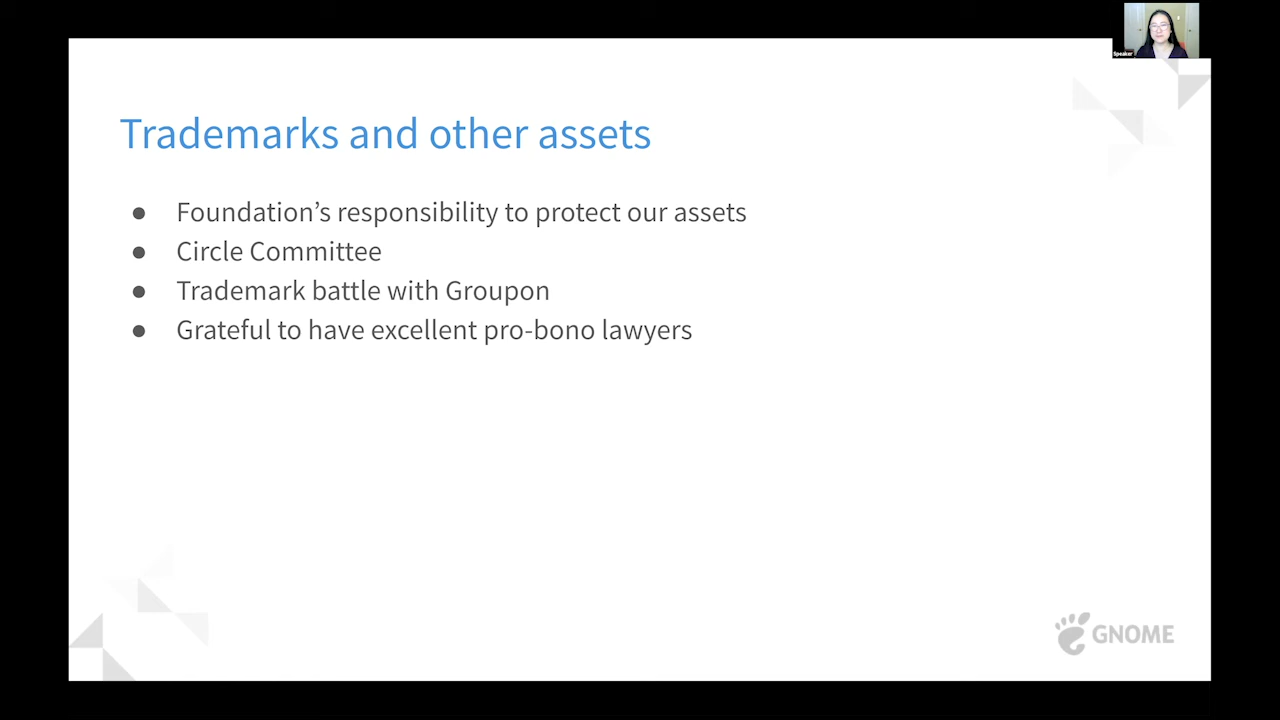 Speaker
Trademarks and other assets
● Foundation’s responsibility to protect our assets
● Circle Committee
● Trademark battle with Groupon
● Grateful to have excellent pro-bono lawyers
GNOME